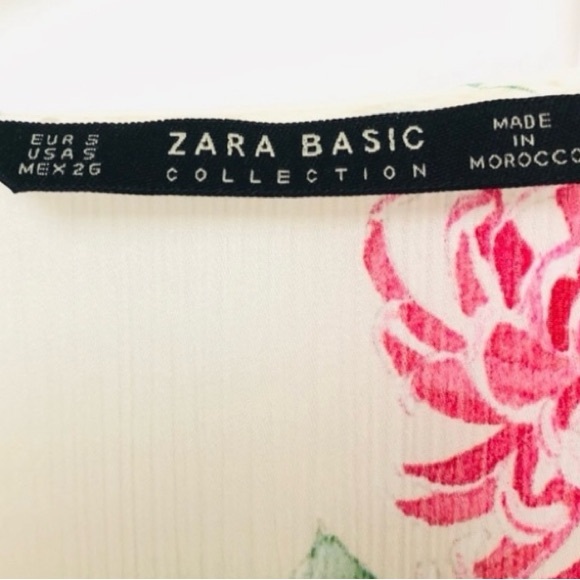 EUR S
USA S
MEX 26
ZARA BASIC
COLLECTION
MADE
IN
MOROCCO